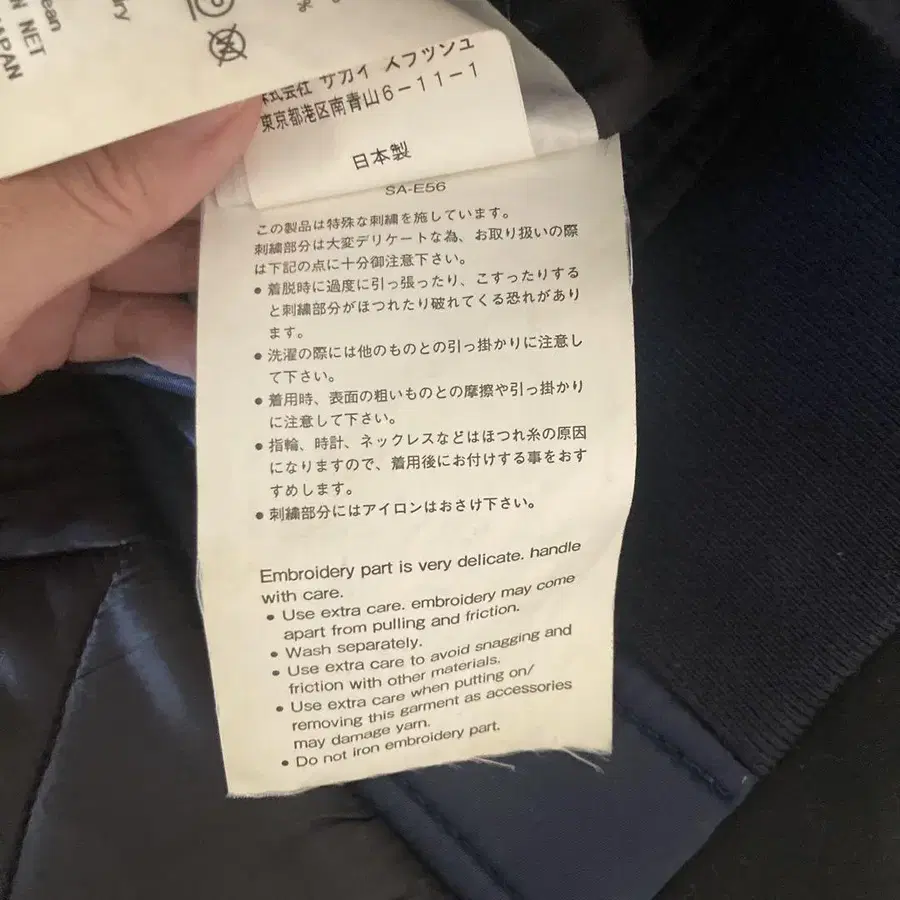 NET
式会社 サカイ
東京都港区南青山6-11-1
日本製
SA-E56
この製品は特殊な刺繍を施しています。
刺繍部分は大変デリケートな為、お取り扱いの際
は下記の点に十分御注意下さい。
● 着脱時に過度に引っ張ったり、こすったりする
と刺繍部分がほつれたり破れてくる恐れがあり
ます。
● 洗濯の際には他のものとの引っ掛かりに注意し
て下さい。
● 着用時、表面の粗いものとの摩擦や引っ掛かり
に注意して下さい。
● 指輪、時計、ネックレスなどはほつれ糸の原因
になりますので、着用後にお付けする事をおす
すめします。
● 刺繍部分にはアイロンはおさけ下さい。
Embroidery part is very delicate. handle
with care.
● Use extra care. embroidery may come
apart from pulling and friction.
● Wash separately.
● Use extra care to avoid snagging and
friction with other materials.
● Use extra care when putting on/
removing this garment as accessories
may damage yarn.
● Do not iron embroidery part.